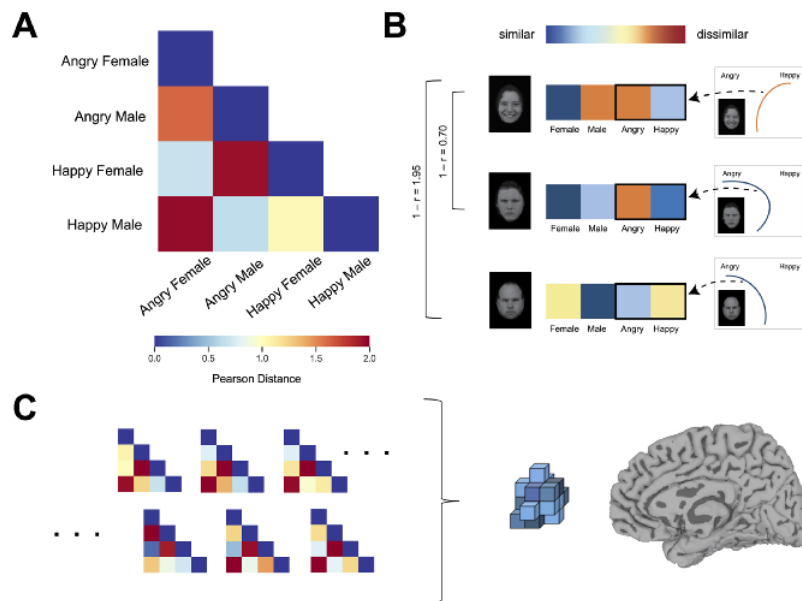 A
Angry Female
Angry Male
Happy Female
Happy Male
Angry Female
Angry Male
Happy Female
Happy Male
0.0 0.5 1.0 1.5 2.0
Pearson Distance
B
similar dissimilar
1 – r = 1.95
1 – r = 0.70
Female Male Angry Happy
Angry Happy
Female Male Angry Happy
Angry Happy
Female Male Angry Happy
Angry Happy
C